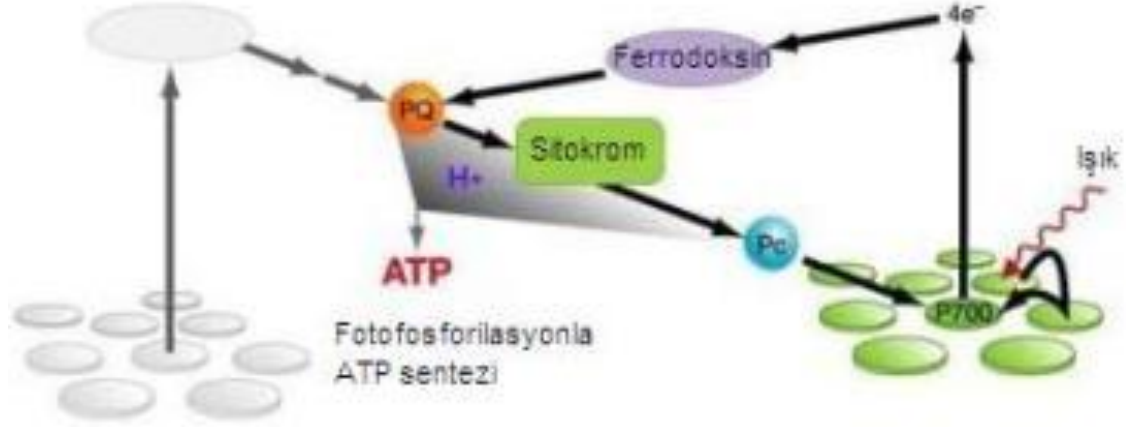 4e⁻
Ferrodoksin
PQ
Sitokrom
Işık
H+
Pc
ATP
P700
Fotofosforilasyonla
ATP sentezi